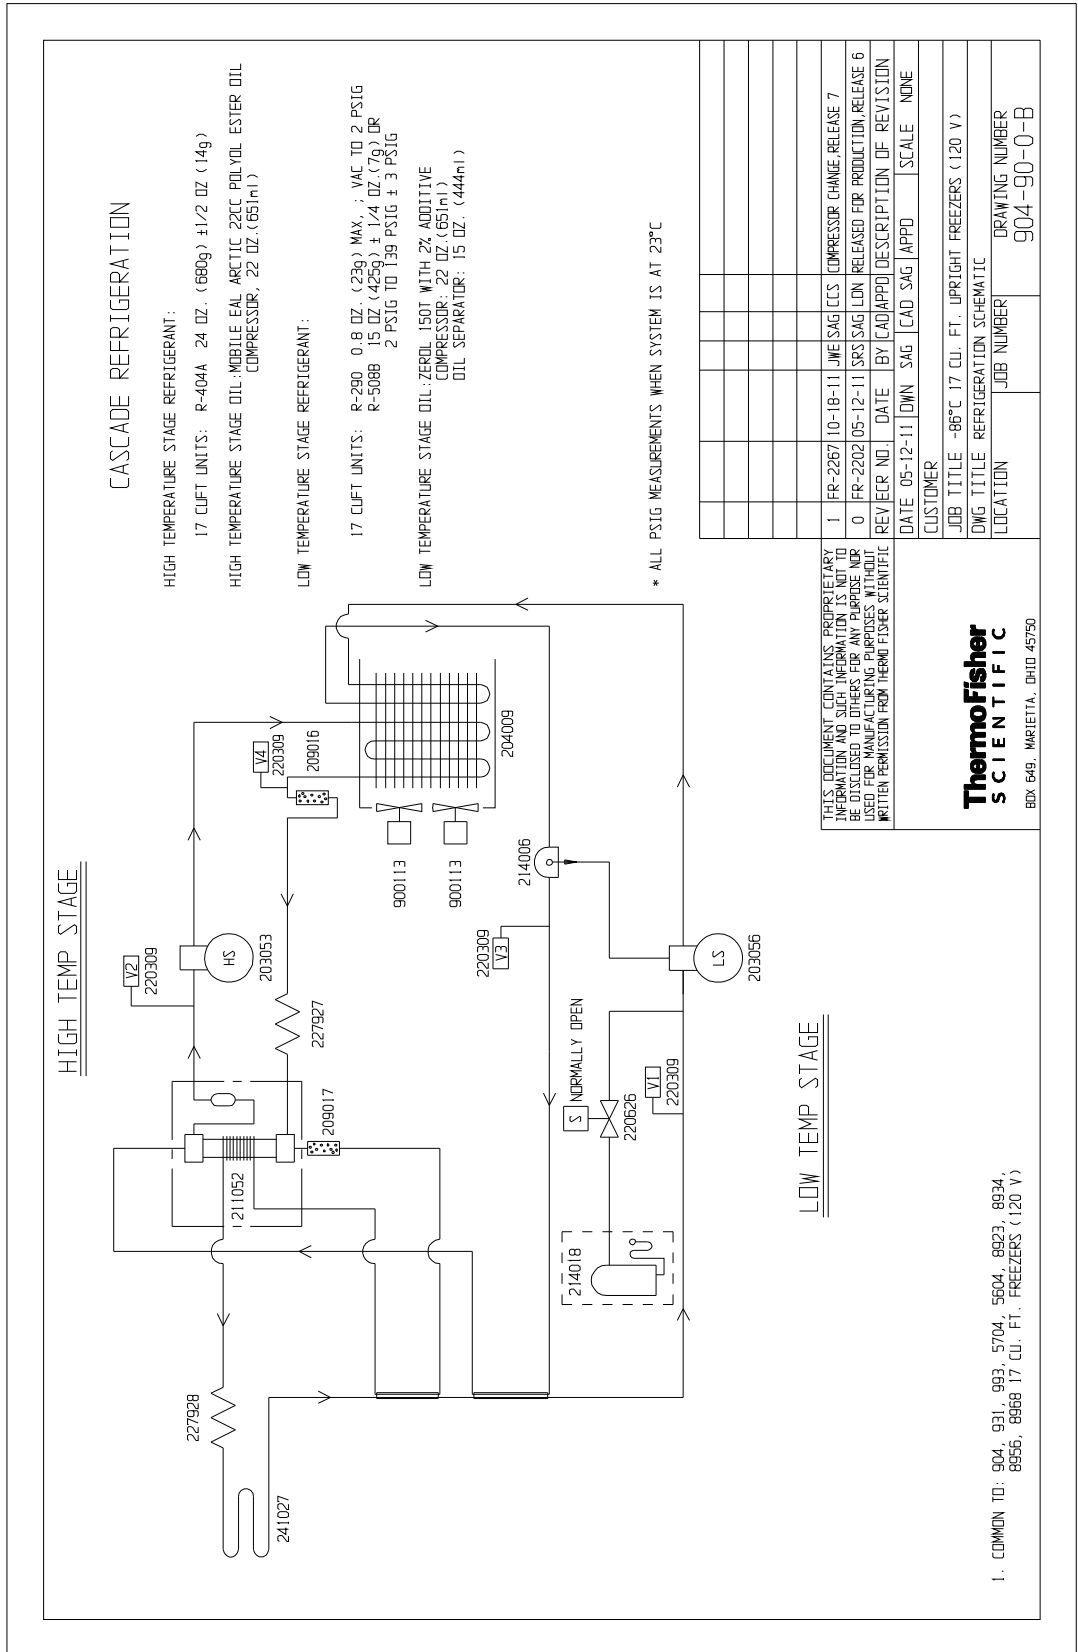 CASCADE REFRIGERATION
HIGH TEMPERATURE STAGE REFRIGERANT:
17 CUFT UNITS: R-404A 24 OZ. (680g) ±1/2 OZ (14g)
HIGH TEMPERATURE STAGE OIL:MOBILE EAL ARCTIC 22CC POLYOL ESTER OIL
COMPRESSOR, 22 OZ.(651ml)
LOW TEMPERATURE STAGE REFRIGERANT:
17 CUFT UNITS: R-290 0.8 OZ. (23g) MAX, ; VAC TO 2 PSIG
R-508B 15 OZ (425g) ± 1/4 OZ.(7g) OR
2 PSIG TO 139 PSIG ± 3 PSIG
LOW TEMPERATURE STAGE OIL:ZEROL 150T WITH 2% ADDITIVE
COMPRESSOR: 22 OZ.(651ml)
OIL SEPARATOR: 15 OZ. (444ml)
* ALL PSIG MEASUREMENTS WHEN SYSTEM IS AT 23°C
HIGH TEMP STAGE
V2
220309
HS
203053
V4
220309
209016
204009
900113
900113
227927
211052
209017
227928
241027
214006
220309
V3
S NORMALLY OPEN
220626
214018
V1
220309
LS
203056
LOW TEMP STAGE
1. COMMON TO: 904, 931, 993, 5704, 5604, 8923, 8934,
8956, 8968 17 CU. FT. FREEZERS (120 V)
THIS DOCUMENT CONTAINS PROPRIETARY
INFORMATION AND SUCH INFORMATION IS NOT TO
BE DISCLOSED TO OTHERS FOR ANY PURPOSE NOR
USED FOR MANUFACTURING PURPOSES WITHOUT
WRITTEN PERMISSION FROM THERMO FISHER SCIENTIFIC
ThermoFisher
SCIENTIFIC
BOX 649, MARIETTA, OHIO 45750
1 FR-2267 10-18-11 JWE SAG CCS COMPRESSOR CHANGE,RELEASE 7
0 FR-2202 05-12-11 SRS SAG LDN RELEASED FOR PRODUCTION,RELEASE 6
REV ECR NO. DATE BY CAD APPD DESCRIPTION OF REVISION
DATE 05-12-11 DWN SAG CAD SAG APPD SCALE NONE
CUSTOMER
JOB TITLE -86°C 17 CU. FT. UPRIGHT FREEZERS (120 V)
DWG TITLE REFRIGERATION SCHEMATIC
LOCATION JOB NUMBER DRAWING NUMBER
904-90-0-B